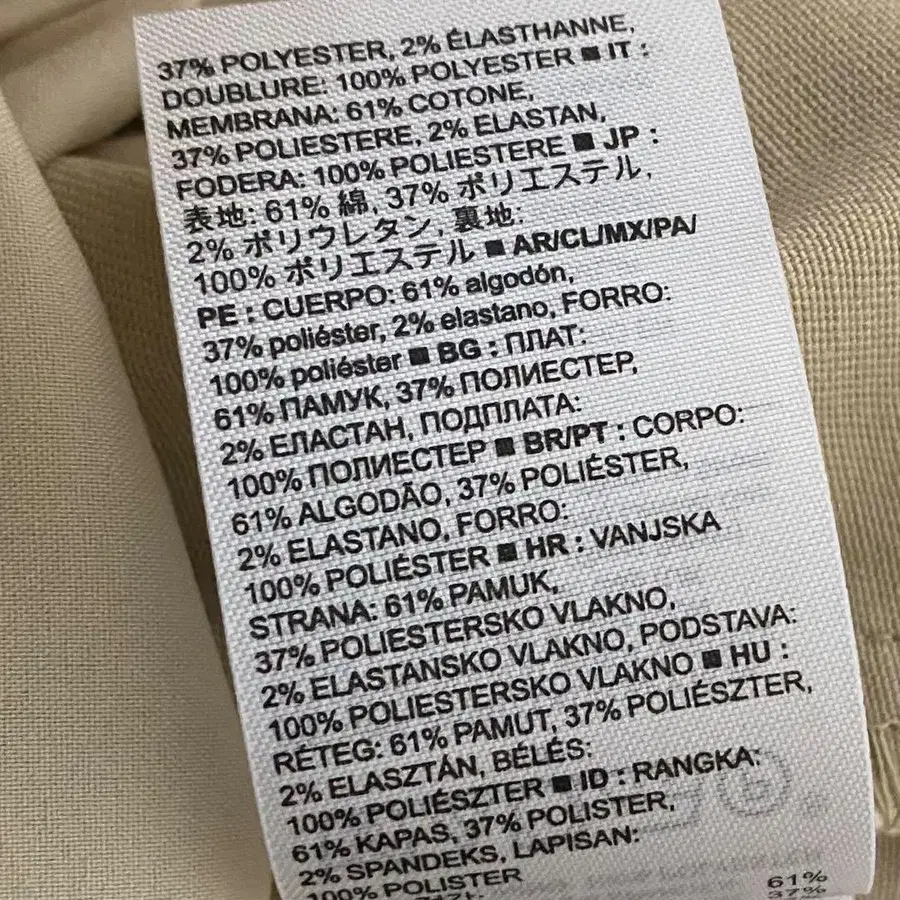 37% POLYESTER, 2% ÉLASTHANNE,
DOUBLURE: 100% POLYESTER ■ IT :
MEMBRANA: 61% COTONE,
37% POLIESTERE, 2% ELASTAN,
FODERA: 100% POLIESTERE ■ JP :
表地: 61% 綿, 37% ポリエステル,
2% ポリウレタン, 裏地:
100% ポリエステル ■ AR/CL/MX/PA/
PE : CUERPO: 61% algodón,
37% poliéster, 2% elastano, FORRO:
100% poliéster ■ BG : ПЛАТ:
61% ПАМУК, 37% ПОЛИЕСТЕР,
2% ЕЛАСТАН, ПОДПЛАТА:
100% ПОЛИЕСТЕР ■ BR/PT : CORPO:
61% ALGODÃO, 37% POLIÉSTER,
2% ELASTANO, FORRO:
100% POLIÉSTER ■ HR : VANJSKA
STRANA: 61% PAMUK,
37% POLIESTERSKO VLAKNO,
2% ELASTANSKO VLAKNO, PODSTAVA:
100% POLIESTERSKO VLAKNO ■ HU :
RÉTEG: 61% PAMUT, 37% POLIÉSZTER,
2% ELASZTÁN, BÉLÉS:
100% POLIÉSZTER ■ ID : RANGKA:
61% KAPAS, 37% POLISTER,
2% SPANDEKS, LAPISAN:
100% POLISTER
61%
37%